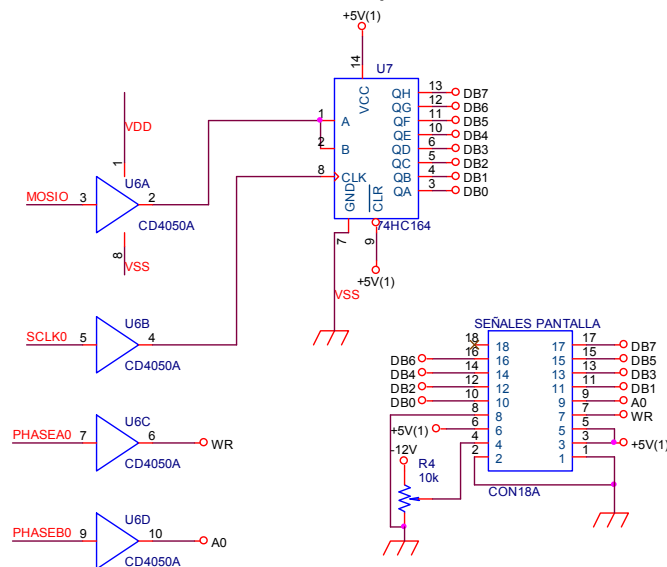 +5V(1)
14
U7
VCC
1 A
2 B
8 CLK
GND
CLR
7
9
QH 13 DB7
QG 12 DB6
QF 11 DB5
QE 10 DB4
QD 6 DB3
QC 5 DB2
QB 4 DB1
QA 3 DB0
74HC164
+5V(1)
VSS
VDD
1
U6A
MOSIO 3 2
CD4050A
8
VSS
U6B
SCLK0 5 4
CD4050A
U6C
PHASEA0 7 6 WR
CD4050A
U6D
PHASEB0 9 10 A0
CD4050A
SEÑALES PANTALLA
18 18 17 17 DB7
DB6 16 16 15 15 DB5
DB4 14 14 13 13 DB3
DB2 12 12 11 11 DB1
DB0 10 10 9 9 A0
8 8 7 7 WR
+5V(1) 6 6 5 5
4 4 3 3 +5V(1)
2 2 1 1
-12V
R4
10k
CON18A